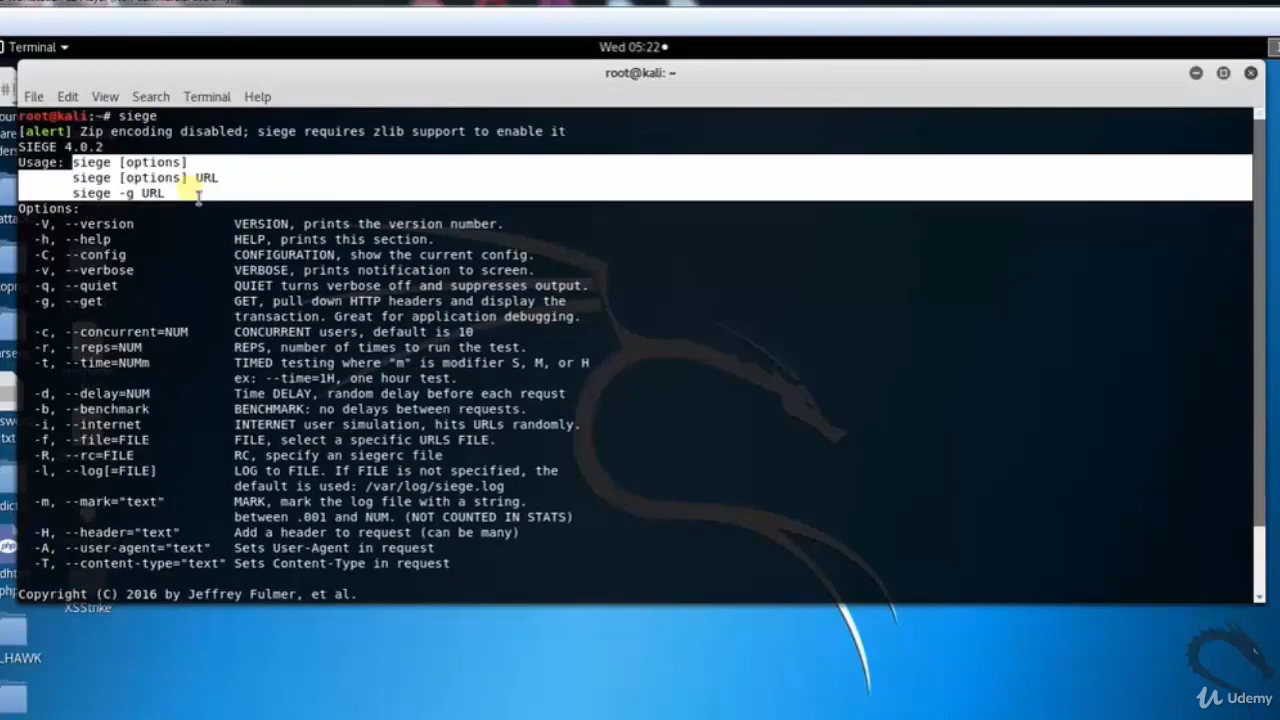 Terminal
Wed 05:22
root@kali: ~
File Edit View Search Terminal Help
root@kali:~# siege
[alert] Zip encoding disabled; siege requires zlib support to enable it
SIEGE 4.0.2
Usage: siege [options]
siege [options] URL
siege -g URL
Options:
-V, --version VERSION, prints the version number.
-h, --help HELP, prints this section.
-C, --config CONFIGURATION, show the current config.
-v, --verbose VERBOSE, prints notification to screen.
-q, --quiet QUIET turns verbose off and suppresses output.
-g, --get GET, pull down HTTP headers and display the
transaction. Great for application debugging.
-c, --concurrent=NUM CONCURRENT users, default is 10
-r, --reps=NUM REPS, number of times to run the test.
-t, --time=NUMm TIMED testing where "m" is modifier S, M, or H
ex: --time=1H, one hour test.
-d, --delay=NUM Time DELAY, random delay before each requst
-b, --benchmark BENCHMARK: no delays between requests.
-i, --internet INTERNET user simulation, hits URLs randomly.
-f, --file=FILE FILE, select a specific URLS FILE.
-R, --rc=FILE RC, specify an siegerc file
-l, --log[=FILE] LOG to FILE. If FILE is not specified, the
default is used: /var/log/siege.log
-m, --mark="text" MARK, mark the log file with a string.
between .001 and NUM. (NOT COUNTED IN STATS)
-H, --header="text" Add a header to request (can be many)
-A, --user-agent="text" Sets User-Agent in request
-T, --content-type="text" Sets Content-Type in request
Copyright (C) 2016 by Jeffrey Fulmer, et al.
XSStrike
LHAWK
Udemy